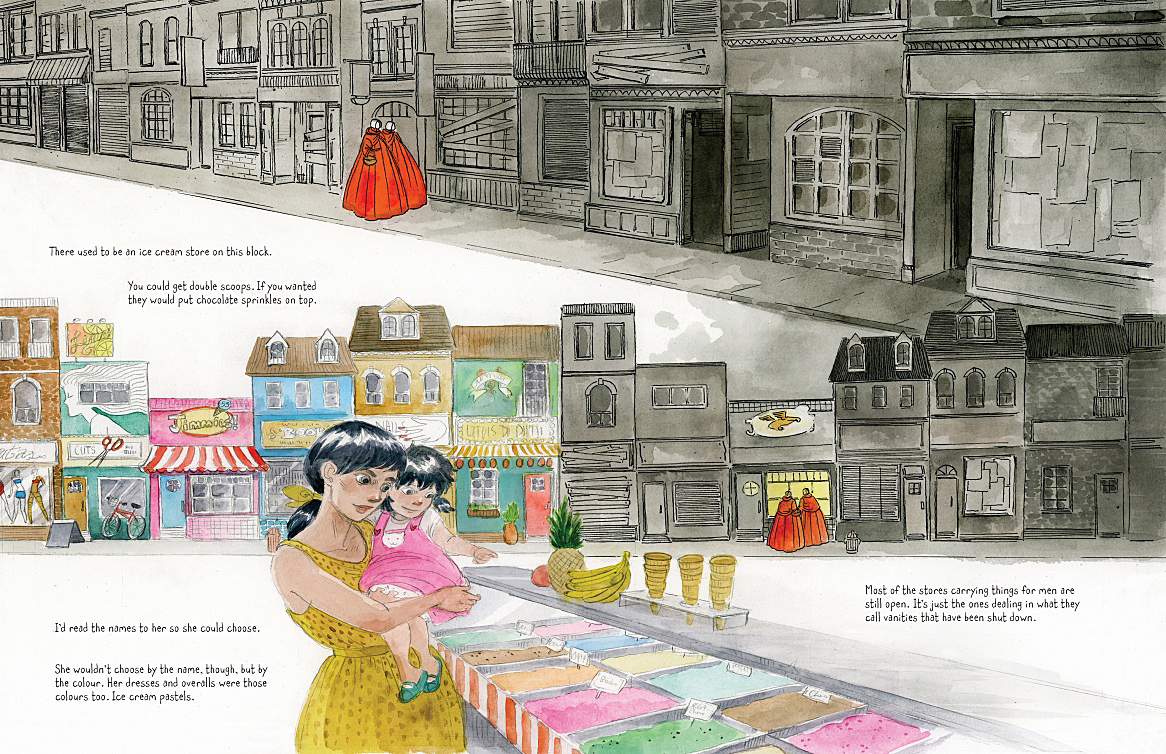 There used to be an ice cream store on this block.
You could get double scoops. If you wanted
they would put chocolate sprinkles on top.
CUTS
Jimmie's
NAIL
I'd read the names to her so she could choose.
She wouldn't choose by the name, though, but by
the colour. Her dresses and overalls were those
colours too. Ice cream pastels.
Most of the stores carrying things for men are
still open. It's just the ones dealing in what they
call vanities that have been shut down.